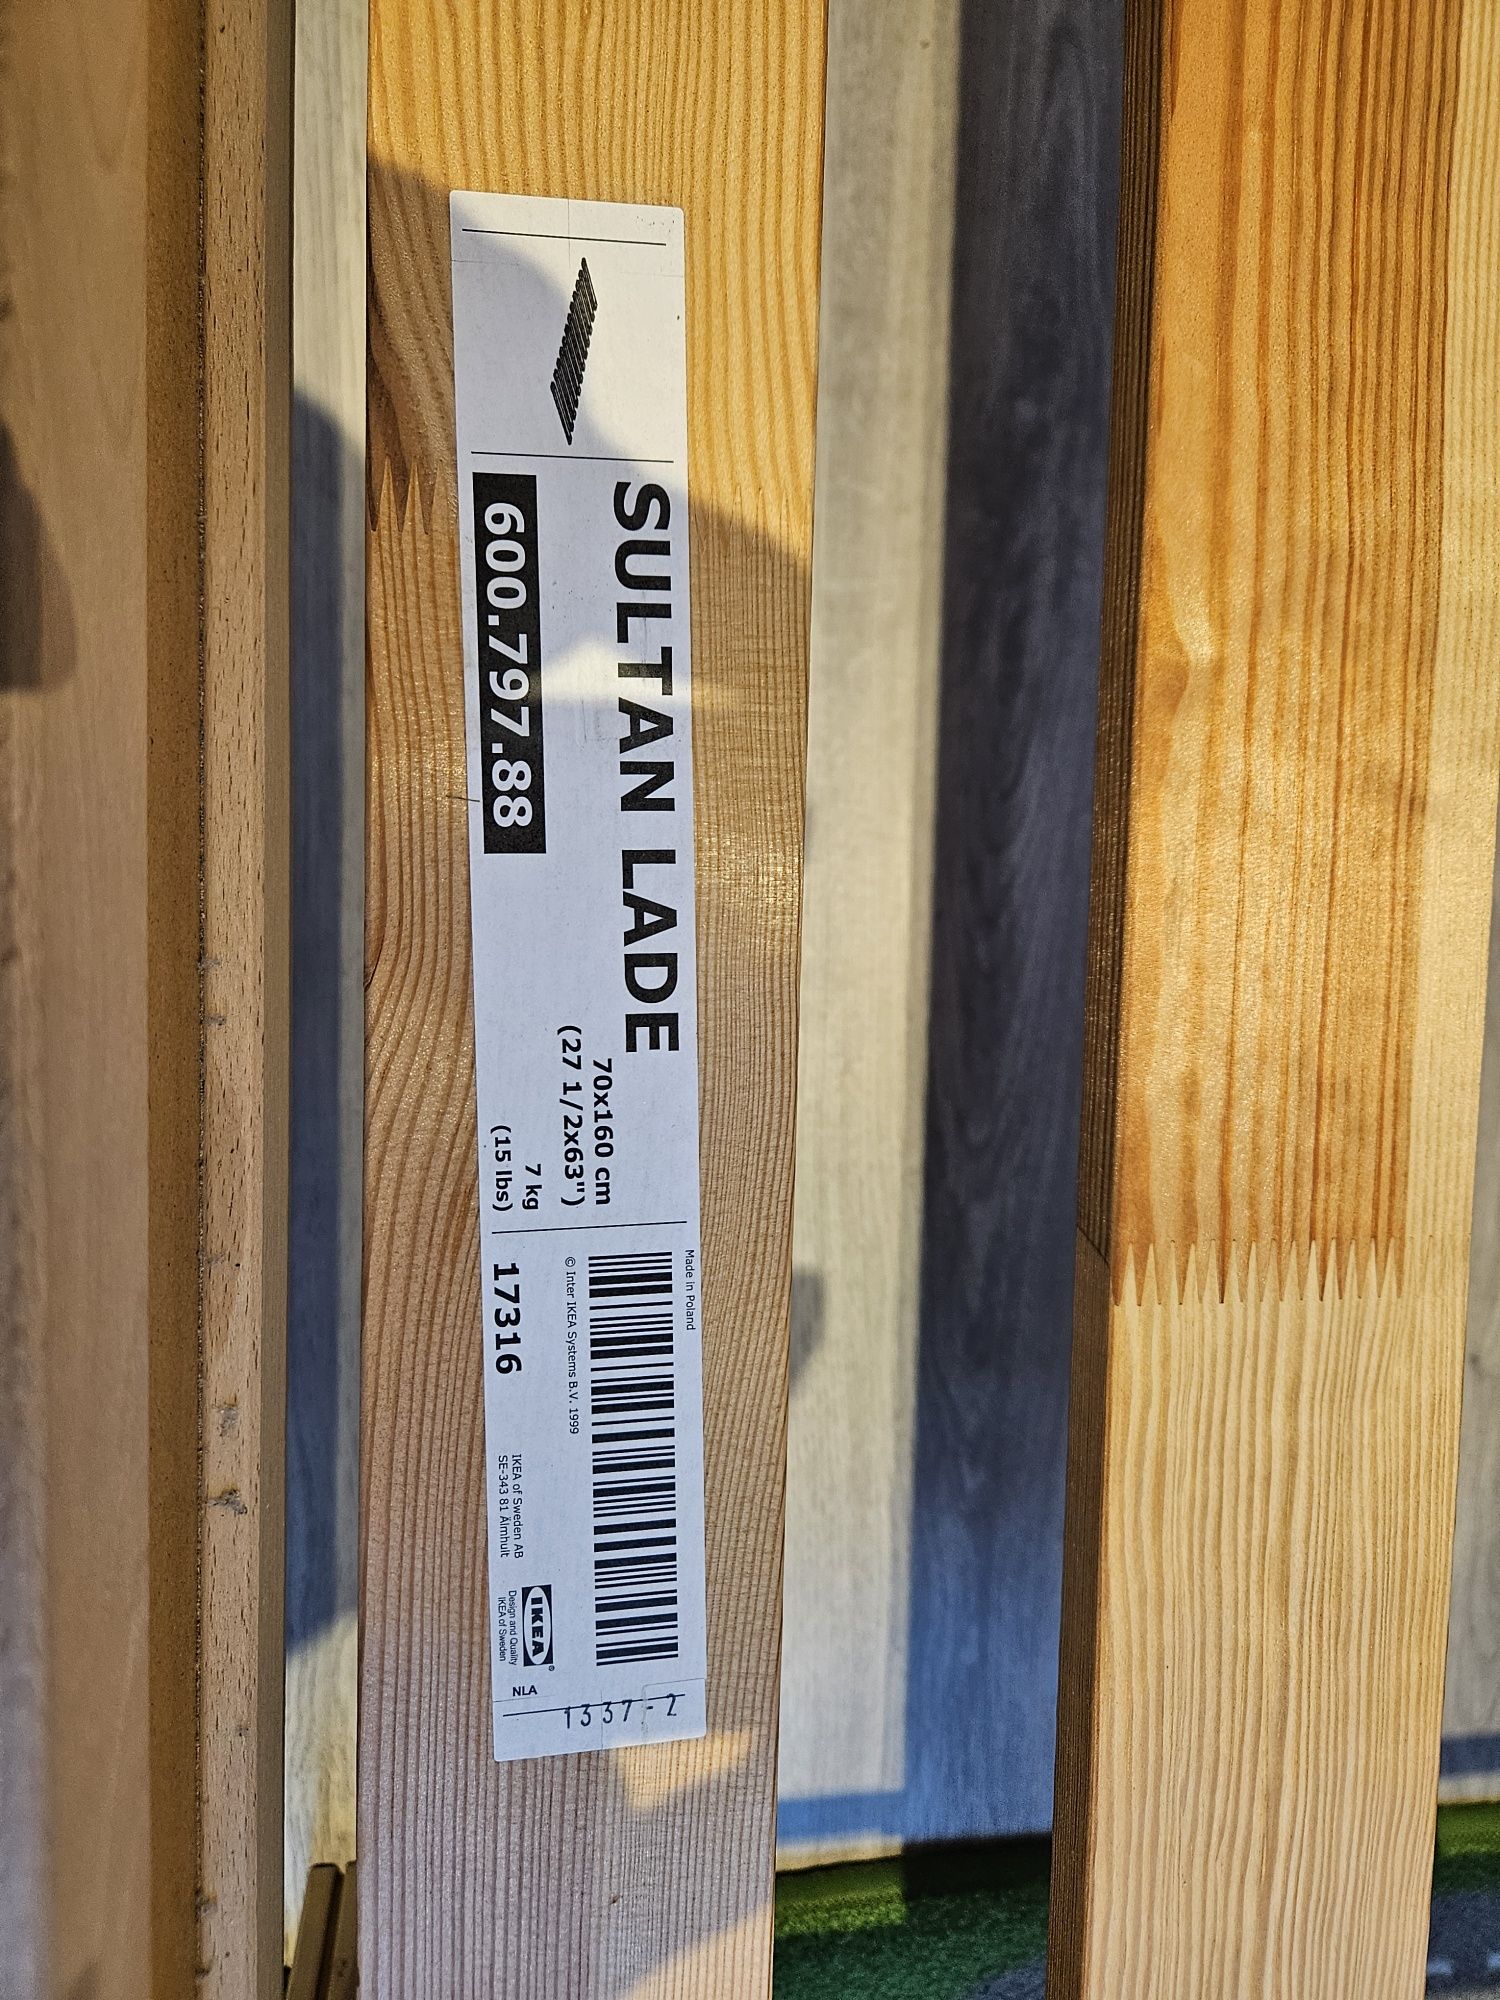 SULTAN LADE
70x160 cm
(27 1/2x63")
600.797.88
7 kg
(15 lbs)
Made in Poland
© Inter IKEA Systems B.V. 1999
17316
IKEA of Sweden AB
SE-343 81 Älmhult
IKEA®
Design and Quality
IKEA of Sweden
NLA
1337-2